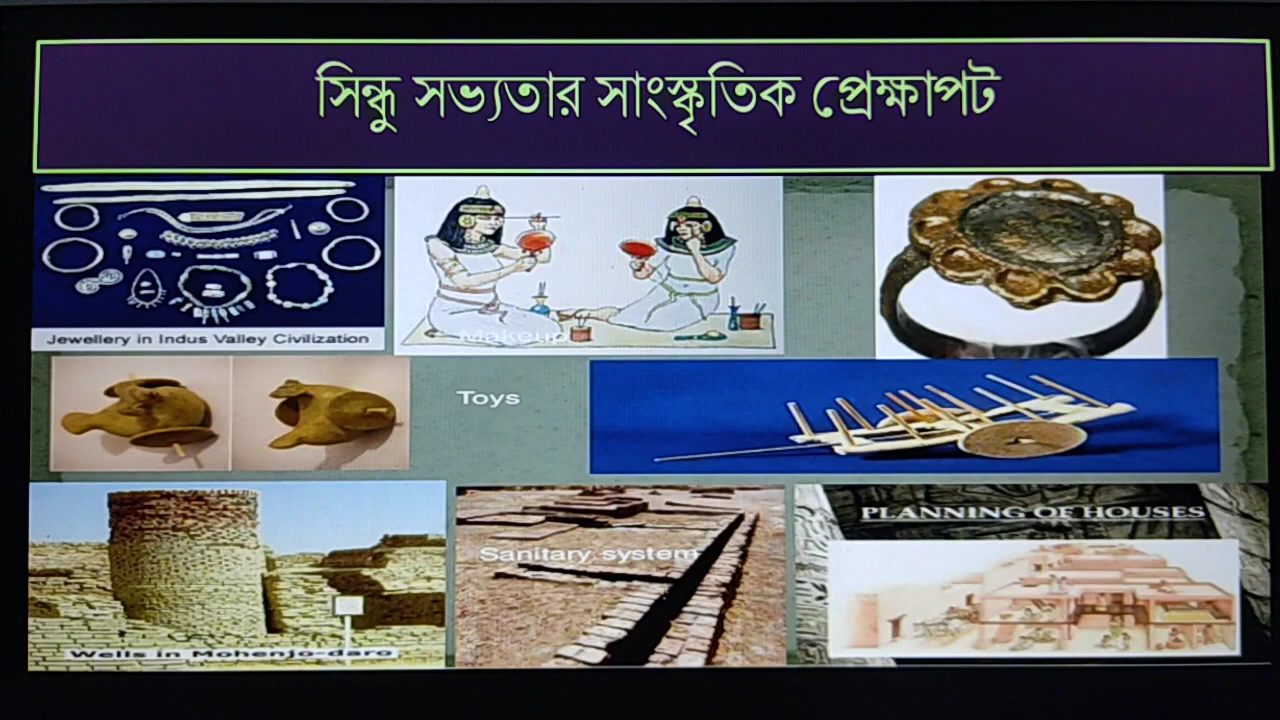 সিন্ধু সভ্যতার সাংস্কৃতিক প্রেক্ষাপট
Jewellery in Indus Valley Civilization
Makeup
Toys
Wells in Mohenjo-daro
Sanitary system
PLANNING OF HOUSES